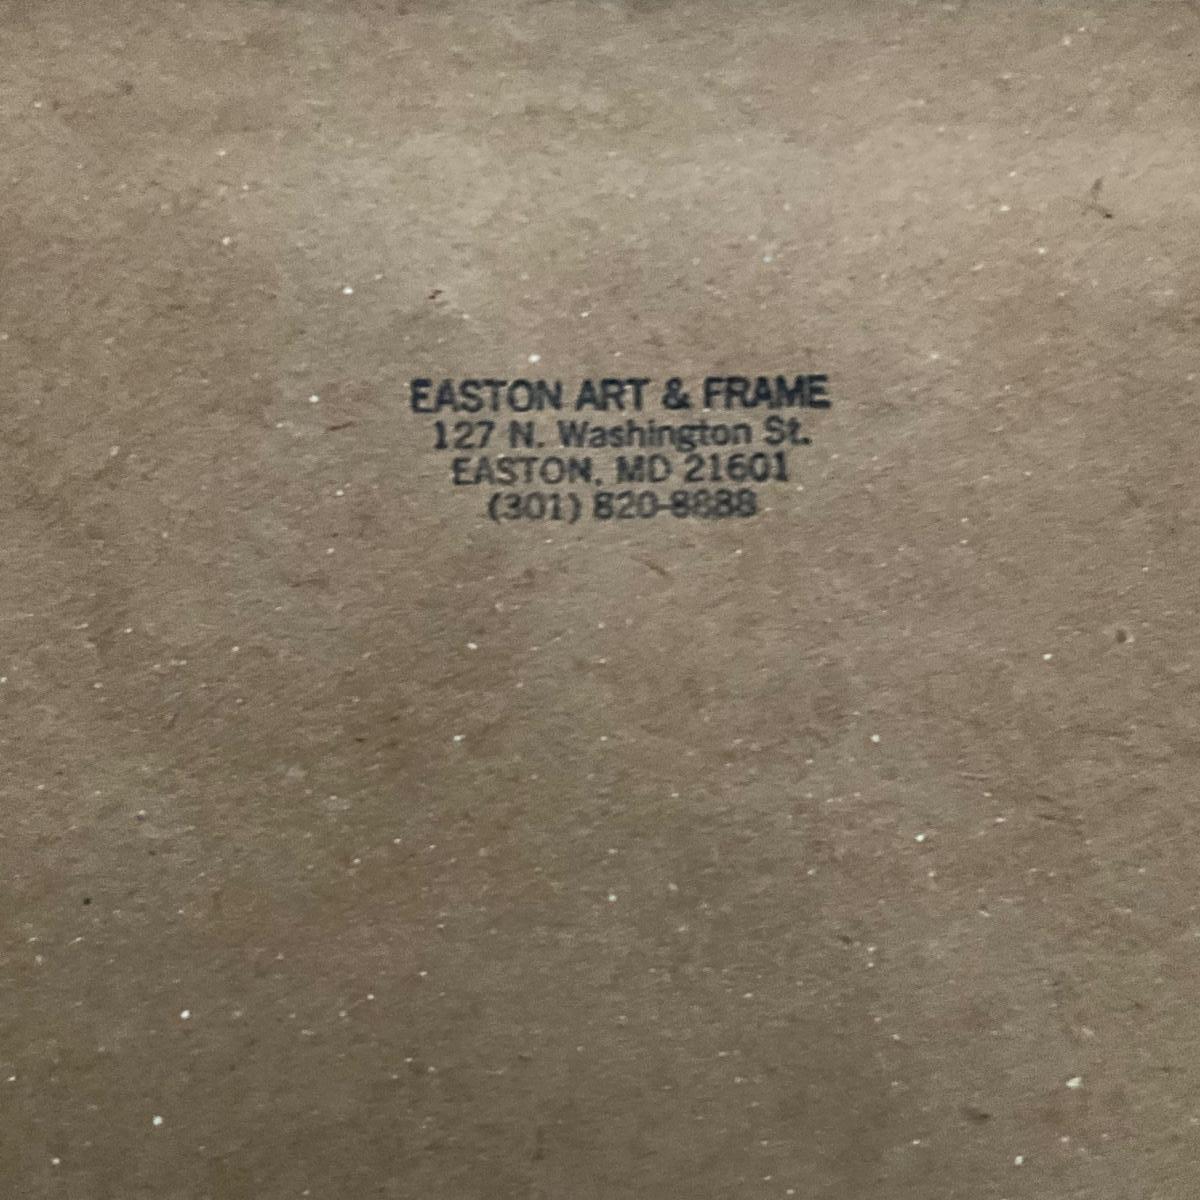 EASTON ART & FRAME
127 N. Washington St.
EASTON, MD 21601
(301) 820-8888